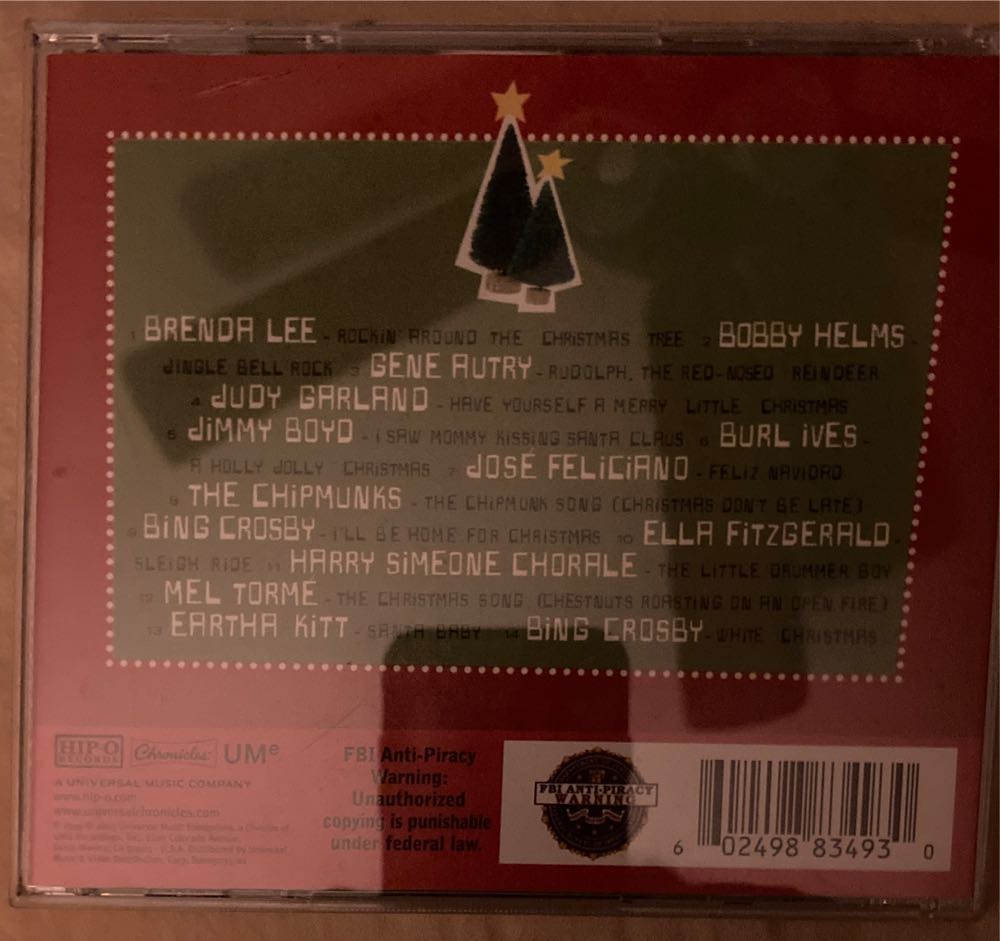 1 BRENDA LEE - ROCKIN' AROUND THE CHRISTMAS TREE 2 BOBBY HELMS -
JINGLE BELL ROCK 3 GENE AUTRY - RUDOLPH, THE RED-NOSED REINDEER
4 JUDY GARLAND - HAVE YOURSELF A MERRY LITTLE CHRISTMAS
5 JIMMY BOYD - I SAW MOMMY KISSING SANTA CLAUS 6 BURL IVES -
A HOLLY JOLLY CHRISTMAS 7 JOSÉ FELICIANO - FELIZ NAVIDAD
8 THE CHIPMUNKS - THE CHIPMUNK SONG (CHRISTMAS DON'T BE LATE)
9 BING CROSBY - I'LL BE HOME FOR CHRISTMAS 10 ELLA FITZGERALD -
SLEIGH RIDE 11 HARRY SIMEONE CHORALE - THE LITTLE DRUMMER BOY
12 MEL TORMÉ - THE CHRISTMAS SONG (CHESTNUTS ROASTING ON AN OPEN FIRE)
13 EARTHA KITT - SANTA BABY 14 BING CROSBY - WHITE CHRISTMAS
HIP-O RECORDS Chronicles UMe
A UNIVERSAL MUSIC COMPANY
www.hip-o.com
www.universalchronicles.com
FBI Anti-Piracy
Warning:
Unauthorized
copying is punishable
under federal law.
FBI ANTI-PIRACY
WARNING
6 02498 83493 0